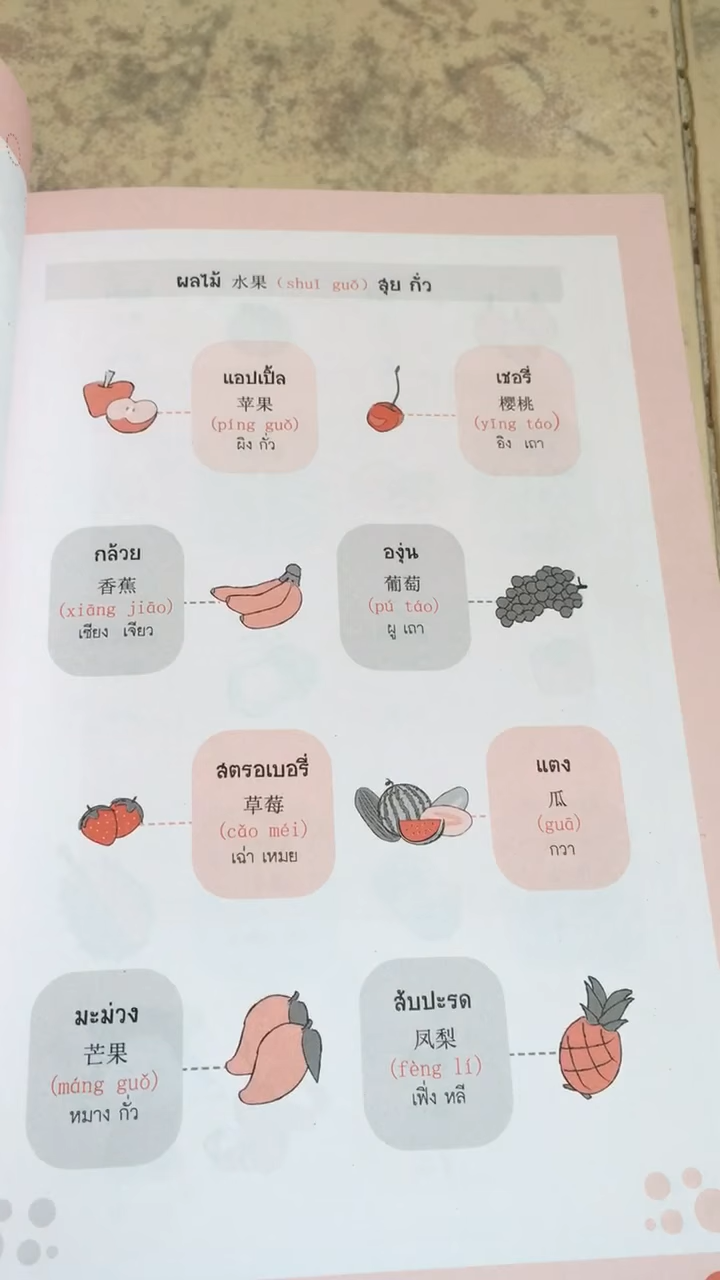 ผลไม้ 水果 (shuǐ guǒ) สุย กั่ว
แอปเปิ้ล
苹果
(píng guǒ)
ผิง กั่ว
เชอรี่
樱桃
(yīng táo)
อิง เถา
กล้วย
香蕉
(xiāng jiāo)
เซียง เจียว
องุ่น
葡萄
(pú táo)
ผู เถา
สตรอเบอรี่
草莓
(cǎo méi)
เฉ่า เหมย
แตง
瓜
(guā)
กวา
มะม่วง
芒果
(máng guǒ)
หมาง กั่ว
สับปะรด
凤梨
(fèng lí)
เฟิ่ง หลี